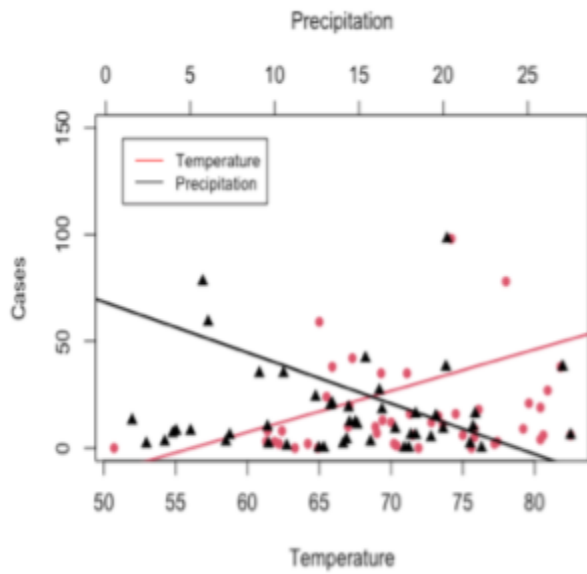 Precipitation
0 5 10 15 20 25
150
Temperature
Precipitation
100
Cases
50
0
50 55 60 65 70 75 80
Temperature